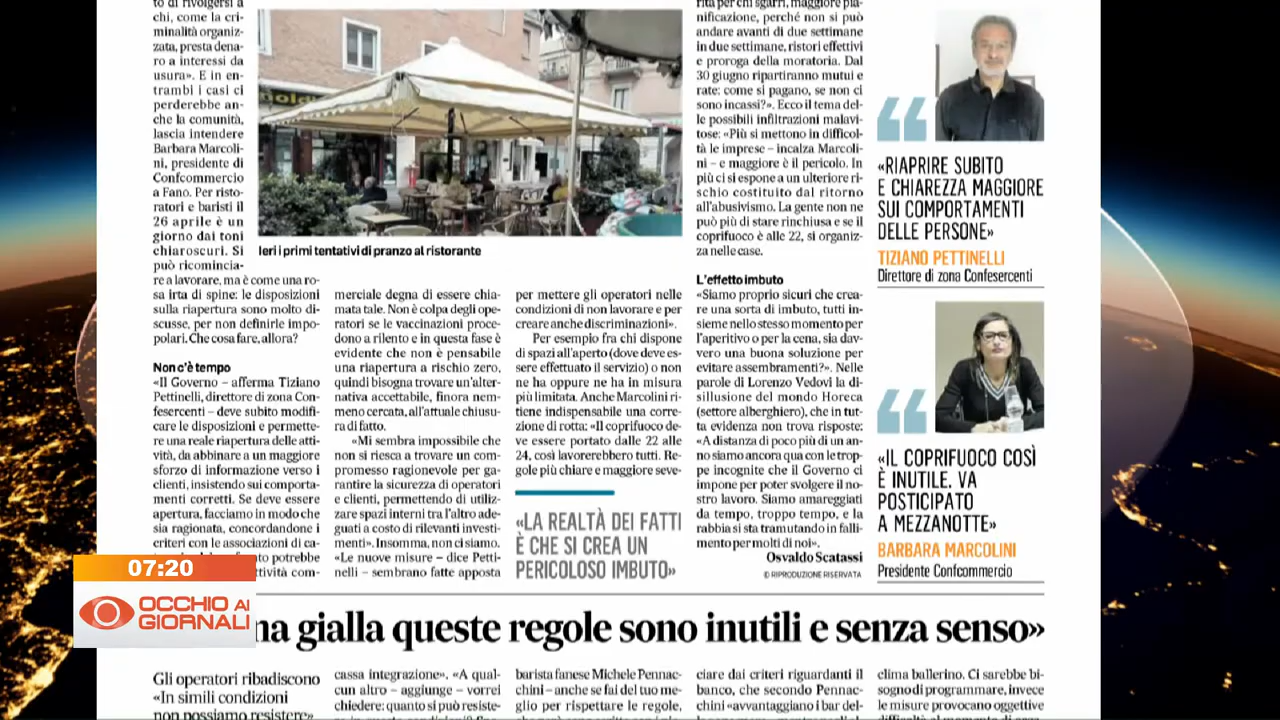 to di rivolgersi a
chi, come la cri-
minalità organiz-
zata, presta dena-
ro a interessi da
usura». E in en-
trambi i casi ci
perderebbe an-
che la comunità,
lascia intendere
Barbara Marcoli-
ni, presidente di
Confcommercio
a Fano. Per risto-
ratori e baristi il
26 aprile è un
giorno dai toni
chiaroscuri. Si
può ricomincia-
re a lavorare, ma è come una ro-
sa irta di spine: le disposizioni
sulla riapertura sono molto di-
scusse, per non definirle impo-
polari. Che cosa fare, allora?
Non c'è tempo
«Il Governo – afferma Tiziano
Pettinelli, direttore di zona Con-
fesercenti – deve subito modifi-
care le disposizioni e permette-
re una reale riapertura delle atti-
vità, da abbinare a un maggiore
sforzo di informazione verso i
clienti, insistendo sui comporta-
menti corretti. Se deve essere
apertura, facciamo in modo che
sia ragionata, concordandone i
criteri con le associazioni di ca-
potrebbe
ttività com-
Ieri i primi tentativi di pranzo al ristorante
merciale degna di essere chia-
mata tale. Non è colpa degli ope-
ratori se le vaccinazioni proce-
dono a rilento e in questa fase è
evidente che non è pensabile
una riapertura a rischio zero,
quindi bisogna trovare un'alter-
nativa accettabile, finora nem-
meno cercata, all'attuale chiusu-
ra di fatto.
«Mi sembra impossibile che
non si riesca a trovare un com-
promesso ragionevole per ga-
rantire la sicurezza di operatori
e clienti, permettendo di utiliz-
zare spazi interni tra l'altro ade-
guati a costo di rilevanti investi-
menti». Insomma, non ci siamo.
«Le nuove misure – dice Petti-
nelli – sembrano fatte apposta
per mettere gli operatori nelle
condizioni di non lavorare e per
creare anche discriminazioni».
Per esempio fra chi dispone
di spazi all'aperto (dove deve es-
sere effettuato il servizio) o non
ne ha oppure ne ha in misura
più limitata. Anche Marcolini ri-
tiene indispensabile una corre-
zione di rotta: «Il coprifuoco de-
ve essere portato dalle 22 alle
24, così lavorerebbero tutti. Re-
gole più chiare e maggiore seve-
«LA REALTÀ DEI FATTI
È CHE SI CREA UN
PERICOLOSO IMBUTO»
rità per chi sgarri, maggiore pia-
nificazione, perché non si può
andare avanti di due settimane
in due settimane, ristori effettivi
e proroga della moratoria. Dal
30 giugno ripartiranno mutui e
rate: come si pagano, se non ci
sono incassi?». Ecco il tema del-
le possibili infiltrazioni malavi-
tose: «Più si mettono in difficol-
tà le imprese – incalza Marcoli-
ni – e maggiore è il pericolo. In
più ci si espone a un ulteriore ri-
schio costituito dal ritorno
all'abusivismo. La gente non ne
può più di stare rinchiusa e se il
coprifuoco è alle 22, si organiz-
za nelle case.
L'effetto imbuto
«Siamo proprio sicuri che crea-
re una sorta di imbuto, tutti in-
sieme nello stesso momento per
l'aperitivo o per la cena, sia dav-
vero una buona soluzione per
evitare assembramenti?». Nelle
parole di Lorenzo Vedovi la di-
sillusione del mondo Horeca
(settore alberghiero), che in tut-
ta evidenza non trova risposte:
«A distanza di poco più di un an-
no siamo ancora qua con le trop-
pe incognite che il Governo ci
impone per poter svolgere il no-
stro lavoro. Siamo amareggiati
da tempo, troppo tempo, e la
rabbia si sta tramutando in falli-
mento per molti di noi».
Osvaldo Scatassi
© RIPRODUZIONE RISERVATA
«RIAPRIRE SUBITO
E CHIAREZZA MAGGIORE
SUI COMPORTAMENTI
DELLE PERSONE»
TIZIANO PETTINELLI
Direttore di zona Confesercenti
«IL COPRIFUOCO COSÌ
È INUTILE. VA
POSTICIPATO
A MEZZANOTTE»
BARBARA MARCOLINI
Presidente Confcommercio
07:20
OCCHIO AI
GIORNALI
na gialla queste regole sono inutili e senza senso»
Gli operatori ribadiscono
«In simili condizioni
non possiamo resistere»
cassa integrazione». «A qual-
cun altro – aggiunge – vorrei
chiedere: quanto si può resiste-
barista fanese Michele Pennac-
chini – anche se fai del tuo me-
glio per rispettare le regole,
ciare dai criteri riguardanti il
banco, che secondo Pennac-
chini «avvantaggiano i bar del-
clima ballerino. Ci sarebbe bi-
sogno di programmare, invece
le misure provocano oggettive